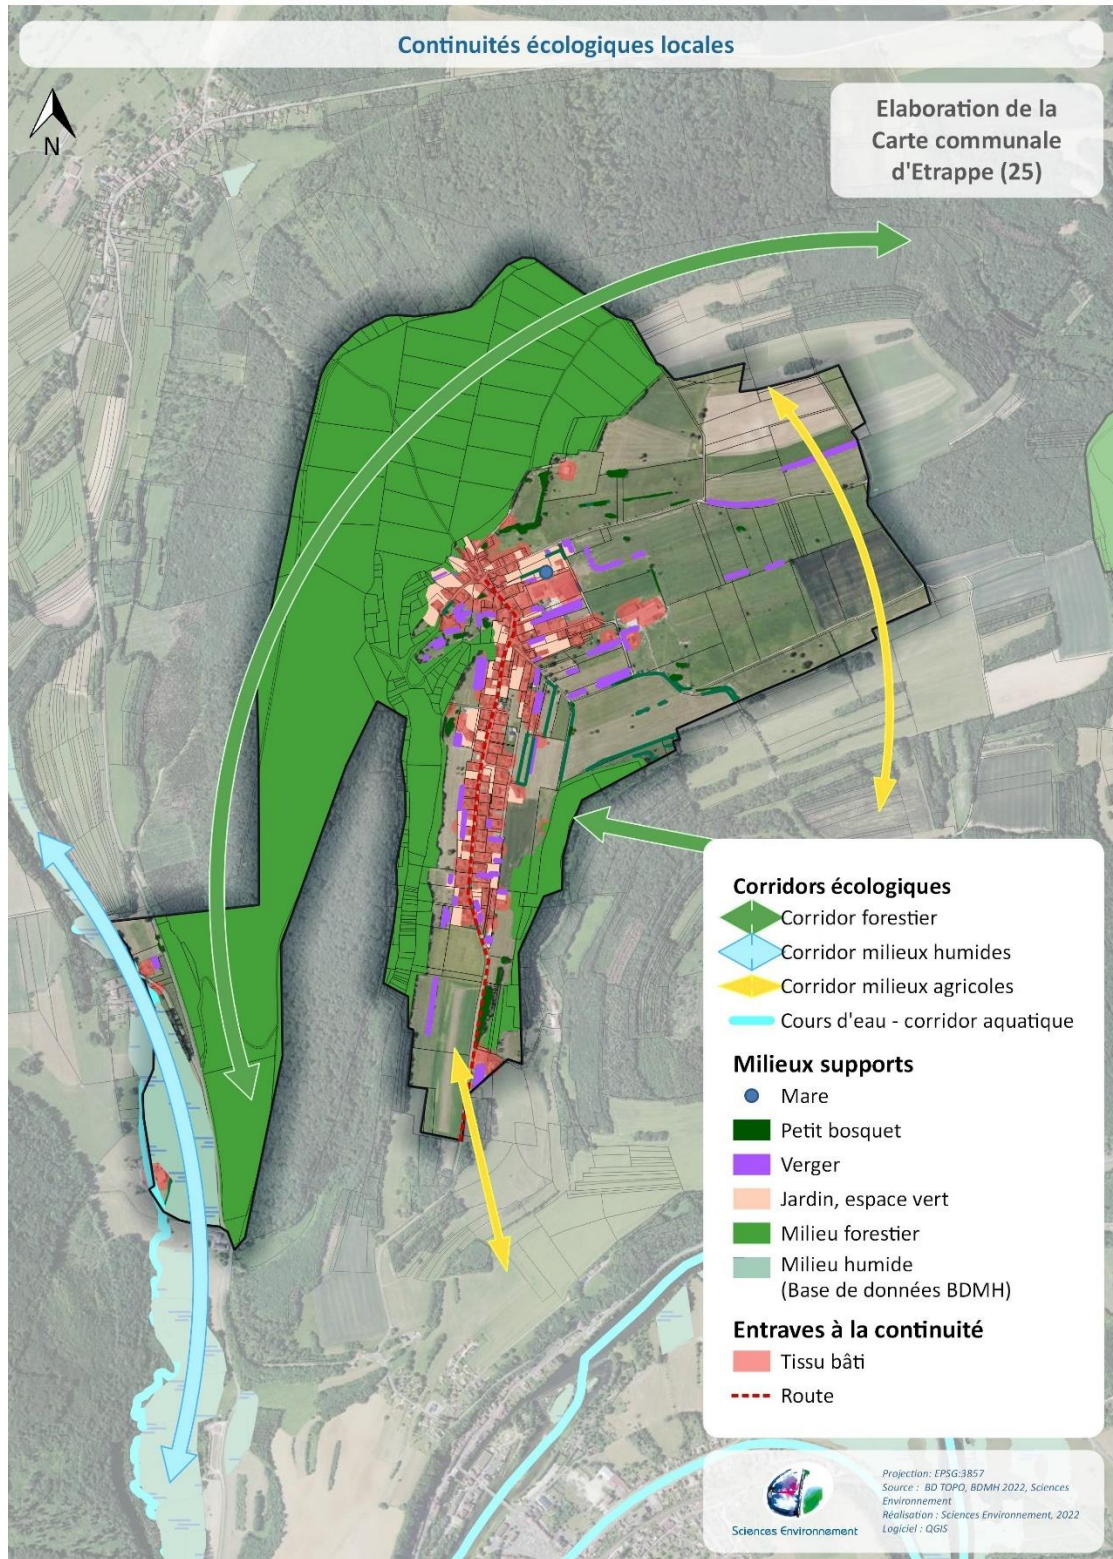 Continuités écologiques locales
N
Elaboration de la
Carte communale
d'Etrappe (25)
Corridors écologiques
Corridor forestier
Corridor milieux humides
Corridor milieux agricoles
Cours d'eau - corridor aquatique
Milieux supports
Mare
Petit bosquet
Verger
Jardin, espace vert
Milieu forestier
Milieu humide
(Base de données BDMH)
Entraves à la continuité
Tissu bâti
Route
Sciences Environnement
Projection: EPSG:3857
Source : BD TOPO, BDMH 2022, Sciences
Environnement
Réalisation : Sciences Environnement, 2022
Logiciel : QGIS